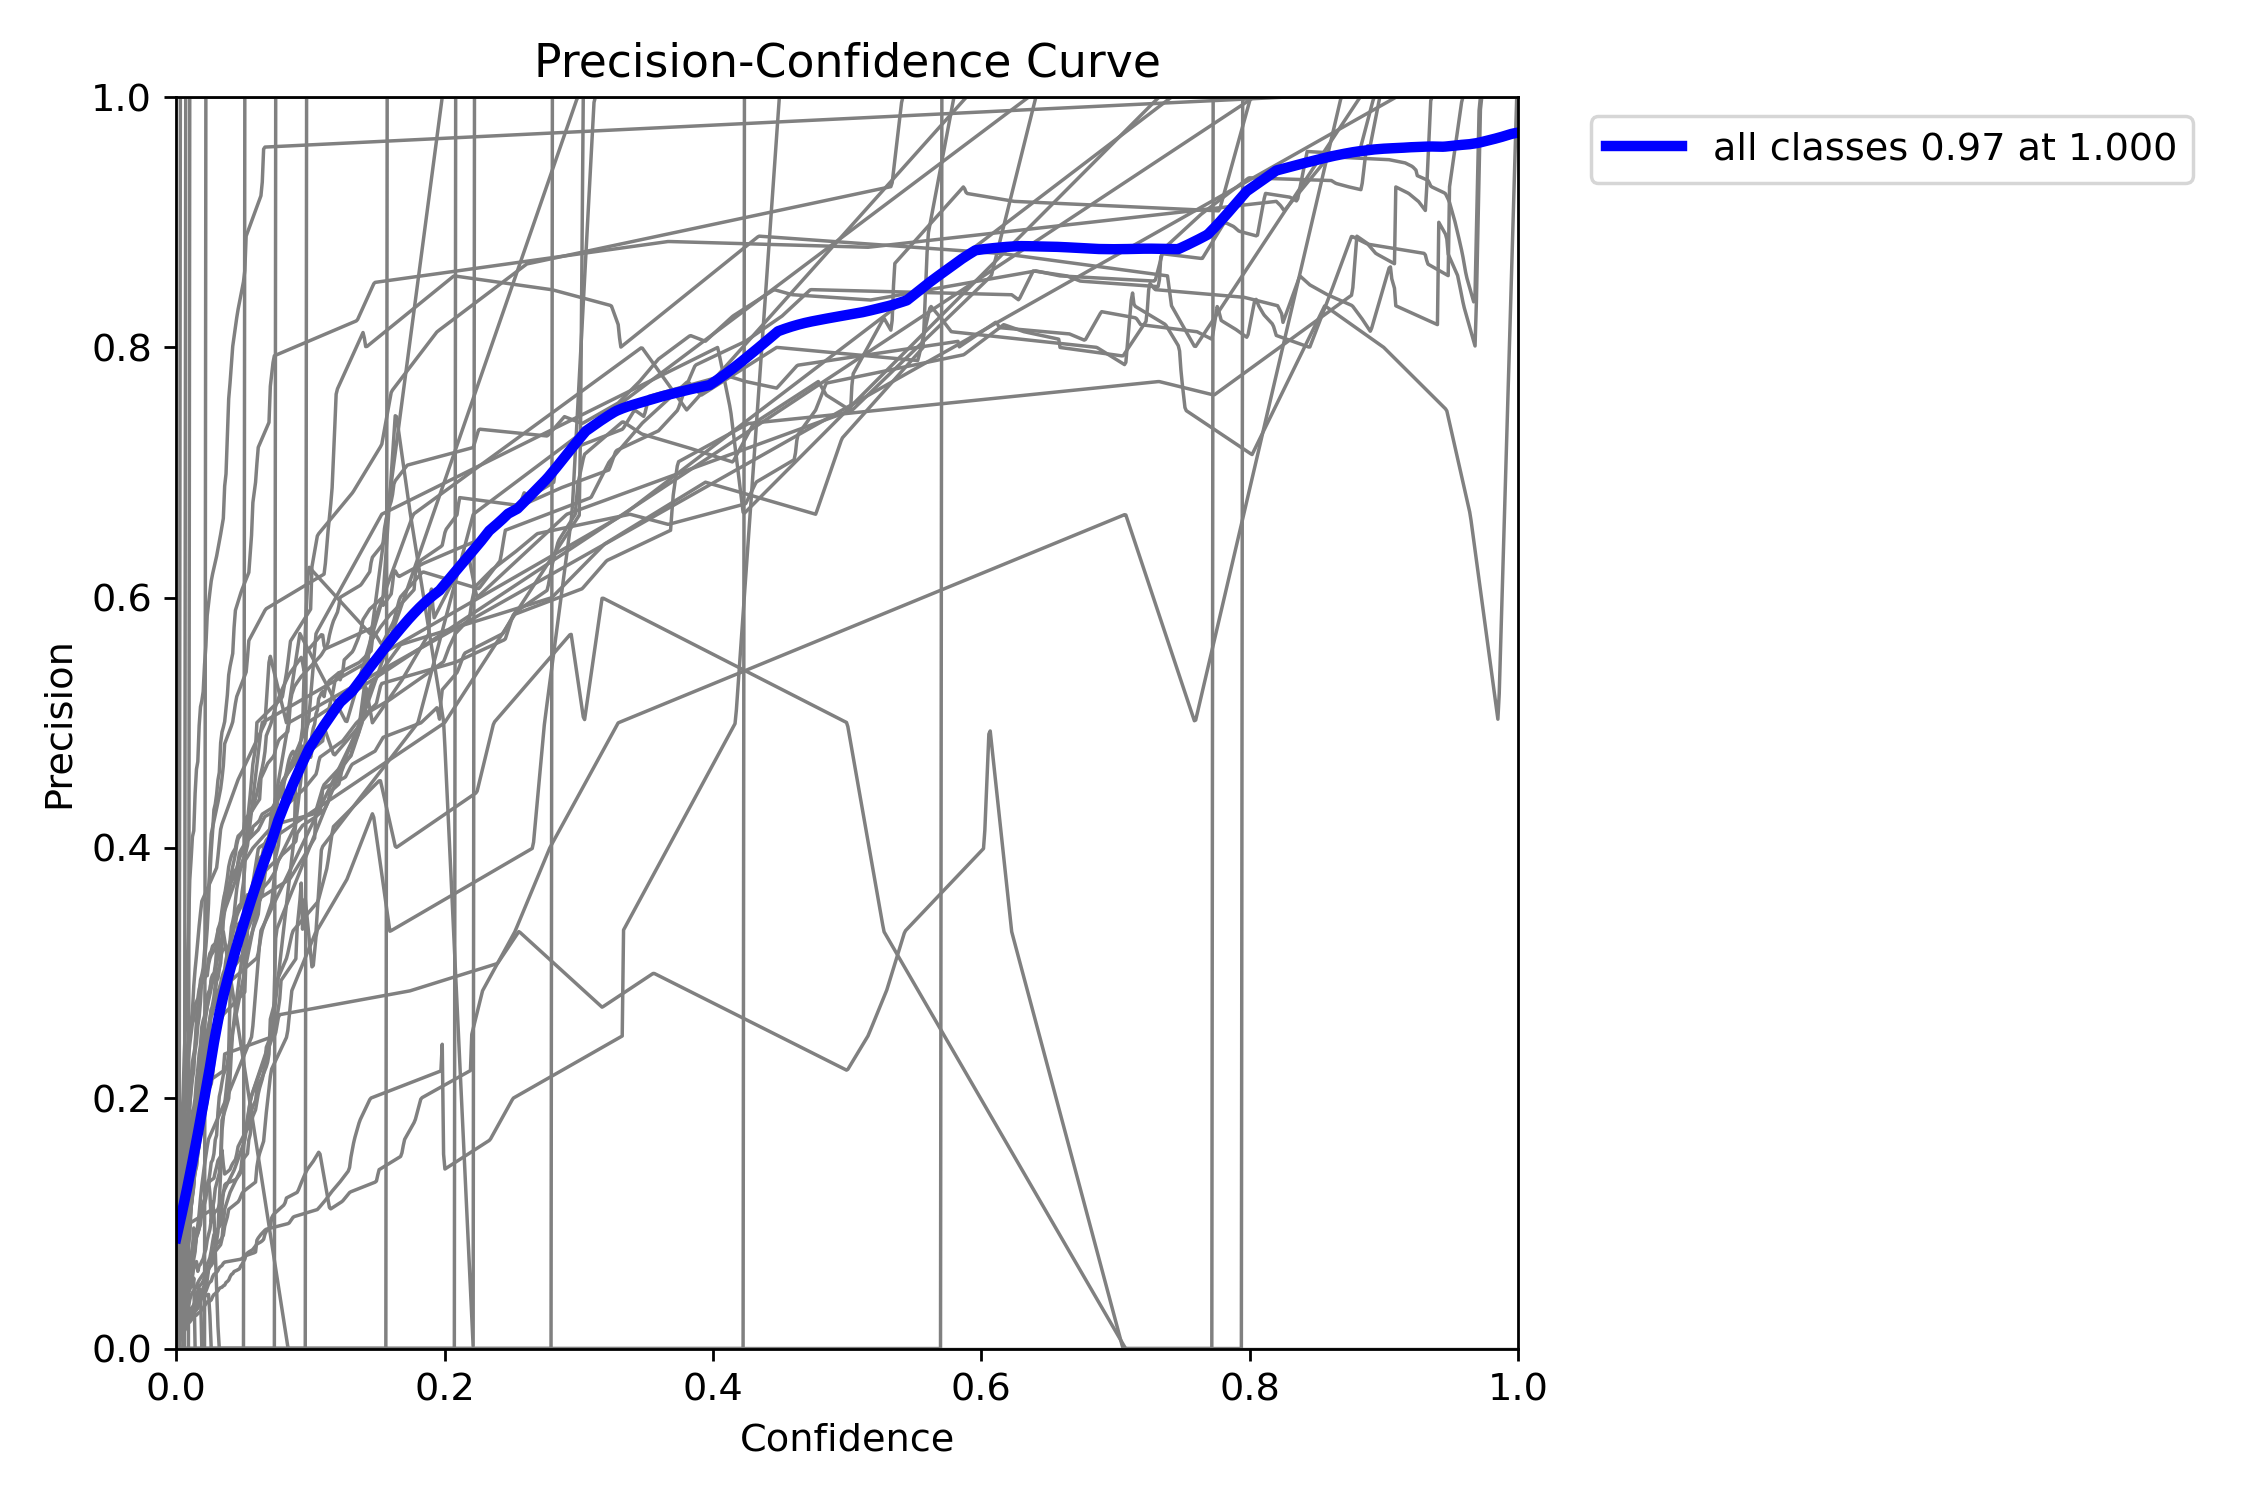 Precision-Confidence Curve
1.0
0.8
0.6
0.4
0.2
0.0
Precision
0.0 0.2 0.4 0.6 0.8 1.0
Confidence
all classes 0.97 at 1.000